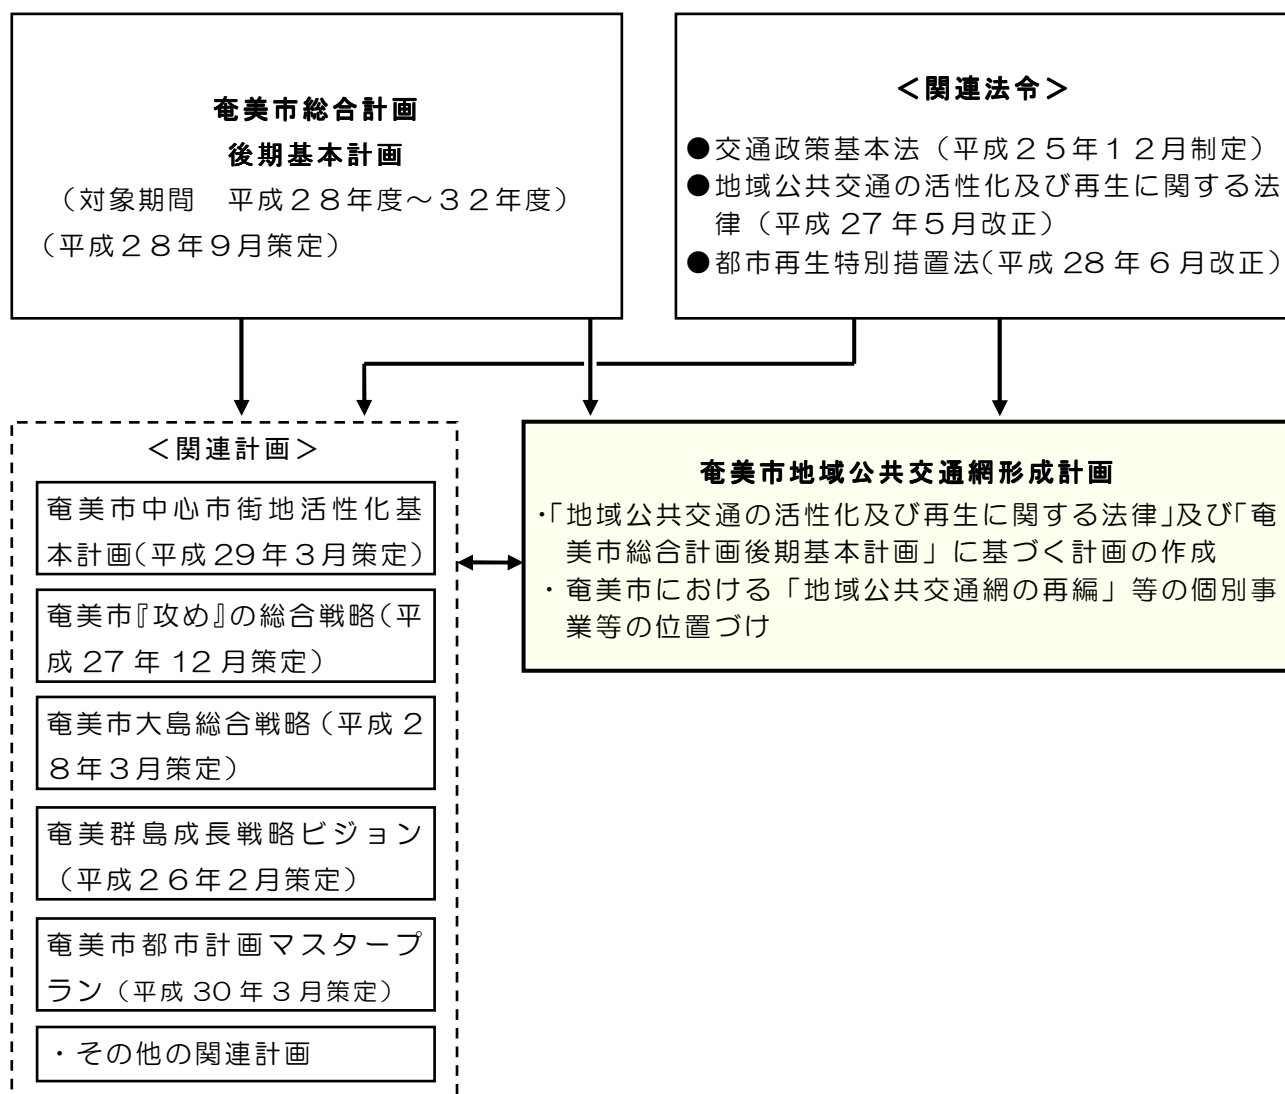 奄美市総合計画
後期基本計画
（対象期間　平成２８年度～３２年度）
（平成２８年９月策定）
＜関連法令＞
●交通政策基本法（平成２５年１２月制定）
●地域公共交通の活性化及び再生に関する法
律（平成 27 年５月改正）
●都市再生特別措置法(平成 28 年 6 月改正)
＜関連計画＞
奄美市中心市街地活性化基
本計画(平成 29 年３月策定)
奄美市『攻め』の総合戦略(平
成 27 年 12 月策定）
奄美市大島総合戦略（平成２
８年３月策定）
奄美群島成長戦略ビジョン
（平成２６年２月策定）
奄美市都市計画マスタープ
ラン（平成 30 年 3 月策定）
・その他の関連計画
奄美市地域公共交通網形成計画
・「地域公共交通の活性化及び再生に関する法律」及び「奄
美市総合計画後期基本計画」に基づく計画の作成
・奄美市における「地域公共交通網の再編」等の個別事
業等の位置づけ